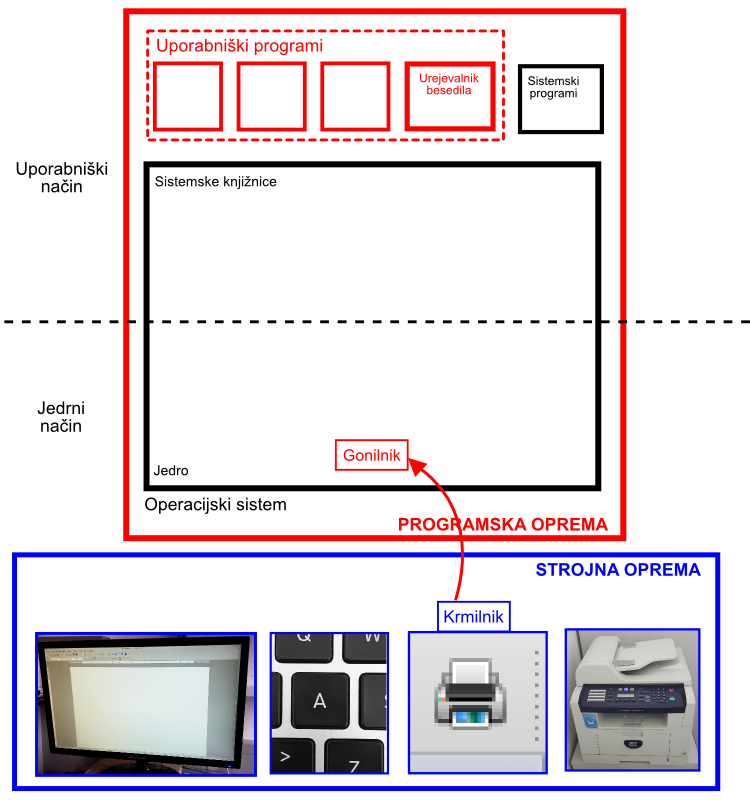 Uporabniški programi
Urejevalnik
besedila
Sistemski
programi
Uporabniški
način
Sistemske knjižnice
Jedrni
način
Gonilnik
Jedro
Operacijski sistem
PROGRAMSKA OPREMA
STROJNA OPREMA
Krmilnik
Q
W
A
S
>
Z